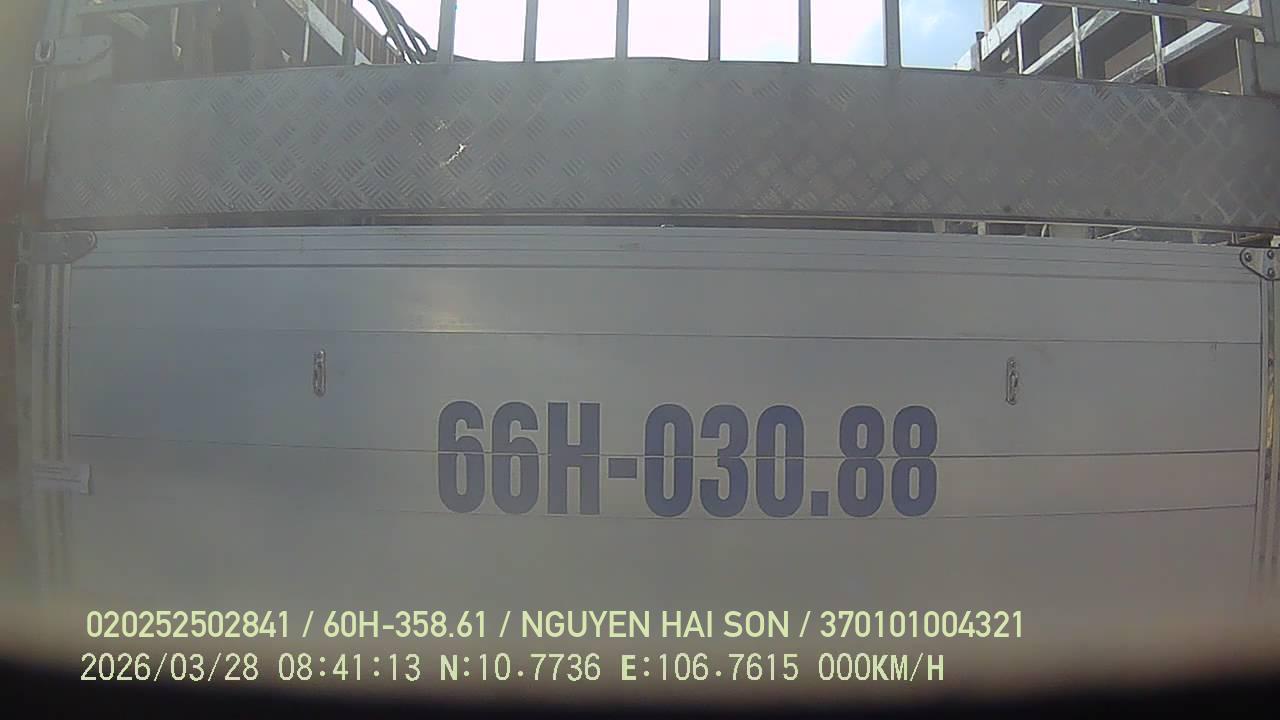 66H-030.88
020252502841 / 60H-358.61 / NGUYEN HAI SON / 370101004321
2026/03/28 08:41:13 N:10.7736 E:106.7615 000KM/H